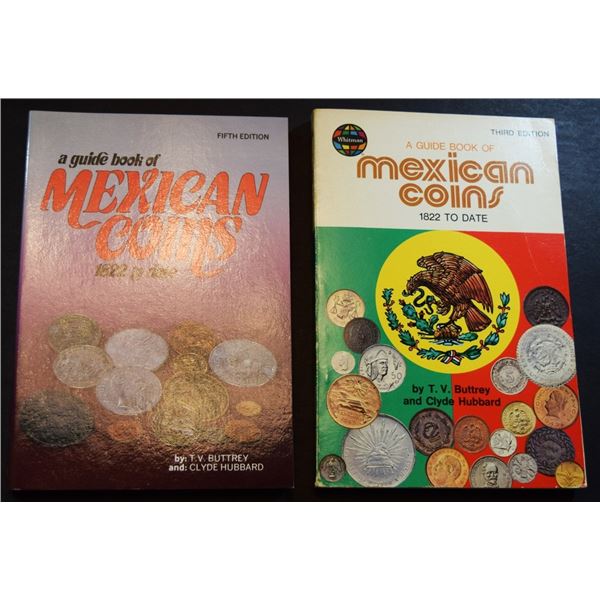 FIFTH EDITION
a guide book of
MEXICAN
COINS
1822 to date
by: T.V. BUTTREY
and: CLYDE HUBBARD
Whitman
THIRD EDITION
A GUIDE BOOK OF
mexican
coins
1822 TO DATE
by T. V. Buttrey
and Clyde Hubbard
50